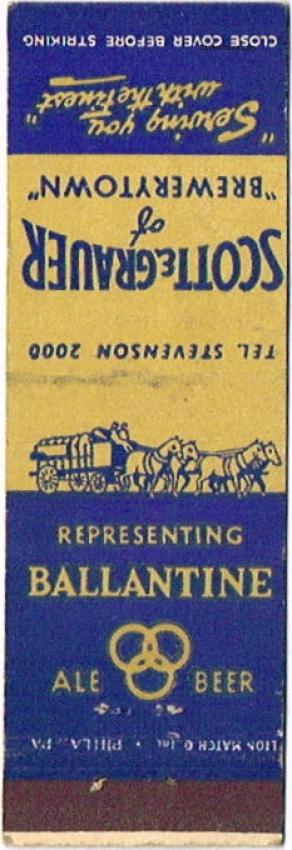 CLOSE COVER BEFORE STRIKING
"Serving you
with the Finest"
"BREWERYTOWN"
of
SCOTT & GRAUER
TEL. STEVENSON 2000
REPRESENTING
BALLANTINE
ALE BEER
LION MATCH Inc. • PHILA., PA